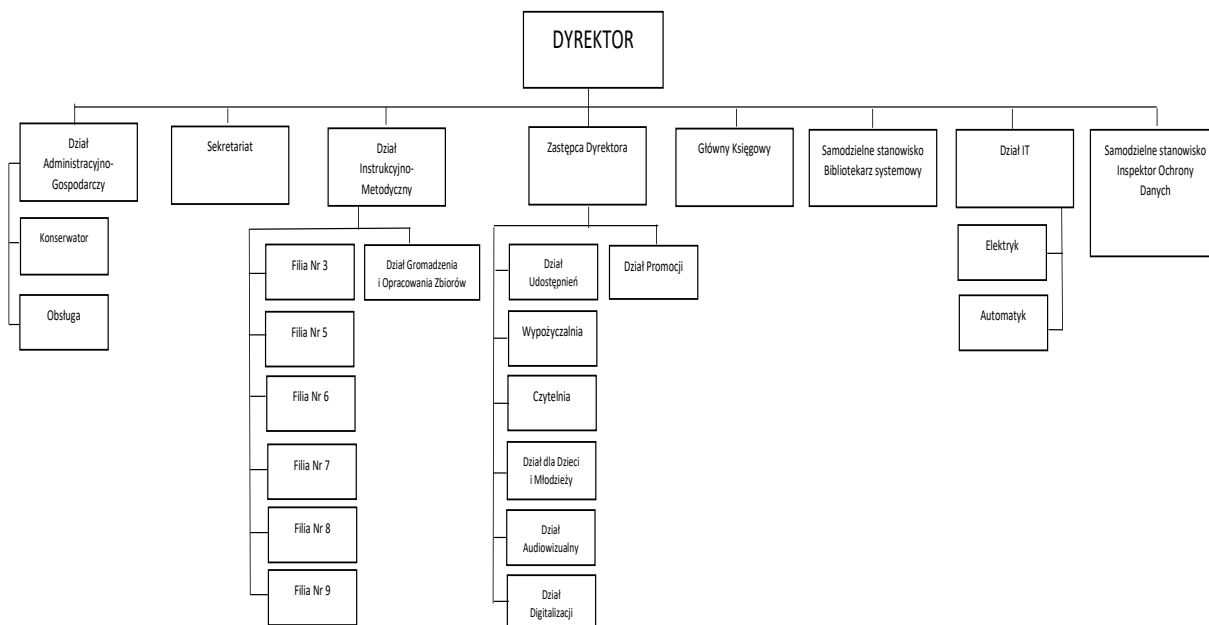 DYREKTOR
Dział
Administracyjno-
Gospodarczy
Sekretariat
Dział
Instrukcyjno-
Metodyczny
Zastępca Dyrektora
Główny Księgowy
Samodzielne stanowisko
Bibliotekarz systemowy
Dział IT
Samodzielne stanowisko
Inspektor Ochrony
Danych
Konserwator
Obsługa
Filia Nr 3
Filia Nr 5
Filia Nr 6
Filia Nr 7
Filia Nr 8
Filia Nr 9
Dział Gromadzenia
i Opracowania Zbiorów
Dział
Udostępnień
Wypożyczalnia
Czytelnia
Dział dla Dzieci
i Młodzieży
Dział
Audiowizualny
Dział
Digitalizacji
Dział Promocji
Elektryk
Automatyk